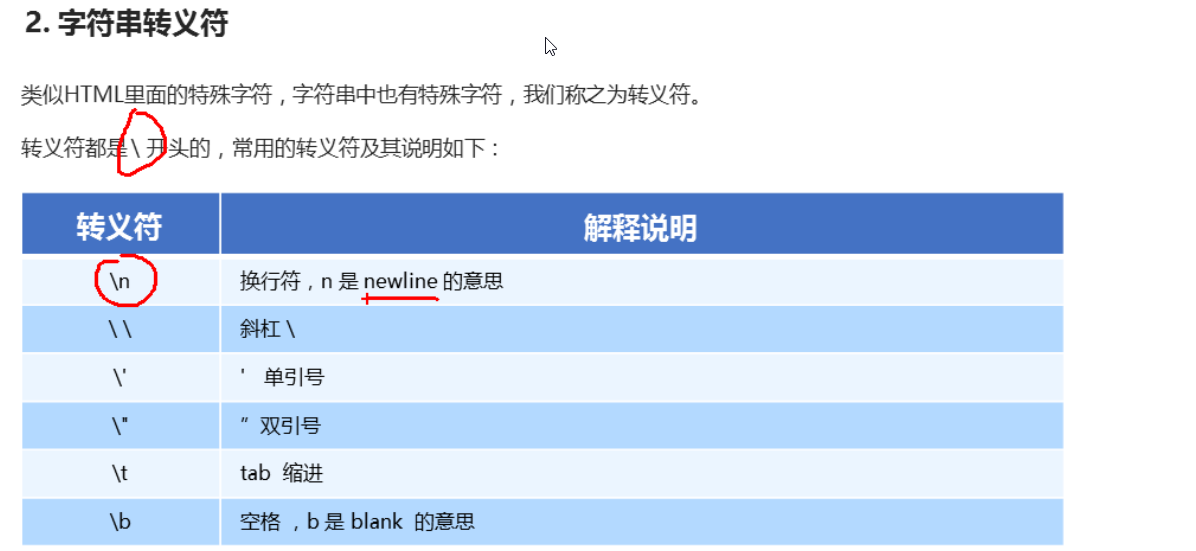 2. 字符串转义符
类似HTML里面的特殊字符，字符串中也有特殊字符，我们称之为转义符。
转义符都是 \ 开头的，常用的转义符及其说明如下：
转义符 解释说明
\n 换行符，n 是 newline 的意思
\ \ 斜杠 \
\' ' 单引号
\" ” 双引号
\t tab 缩进
\b 空格 ，b 是 blank 的意思